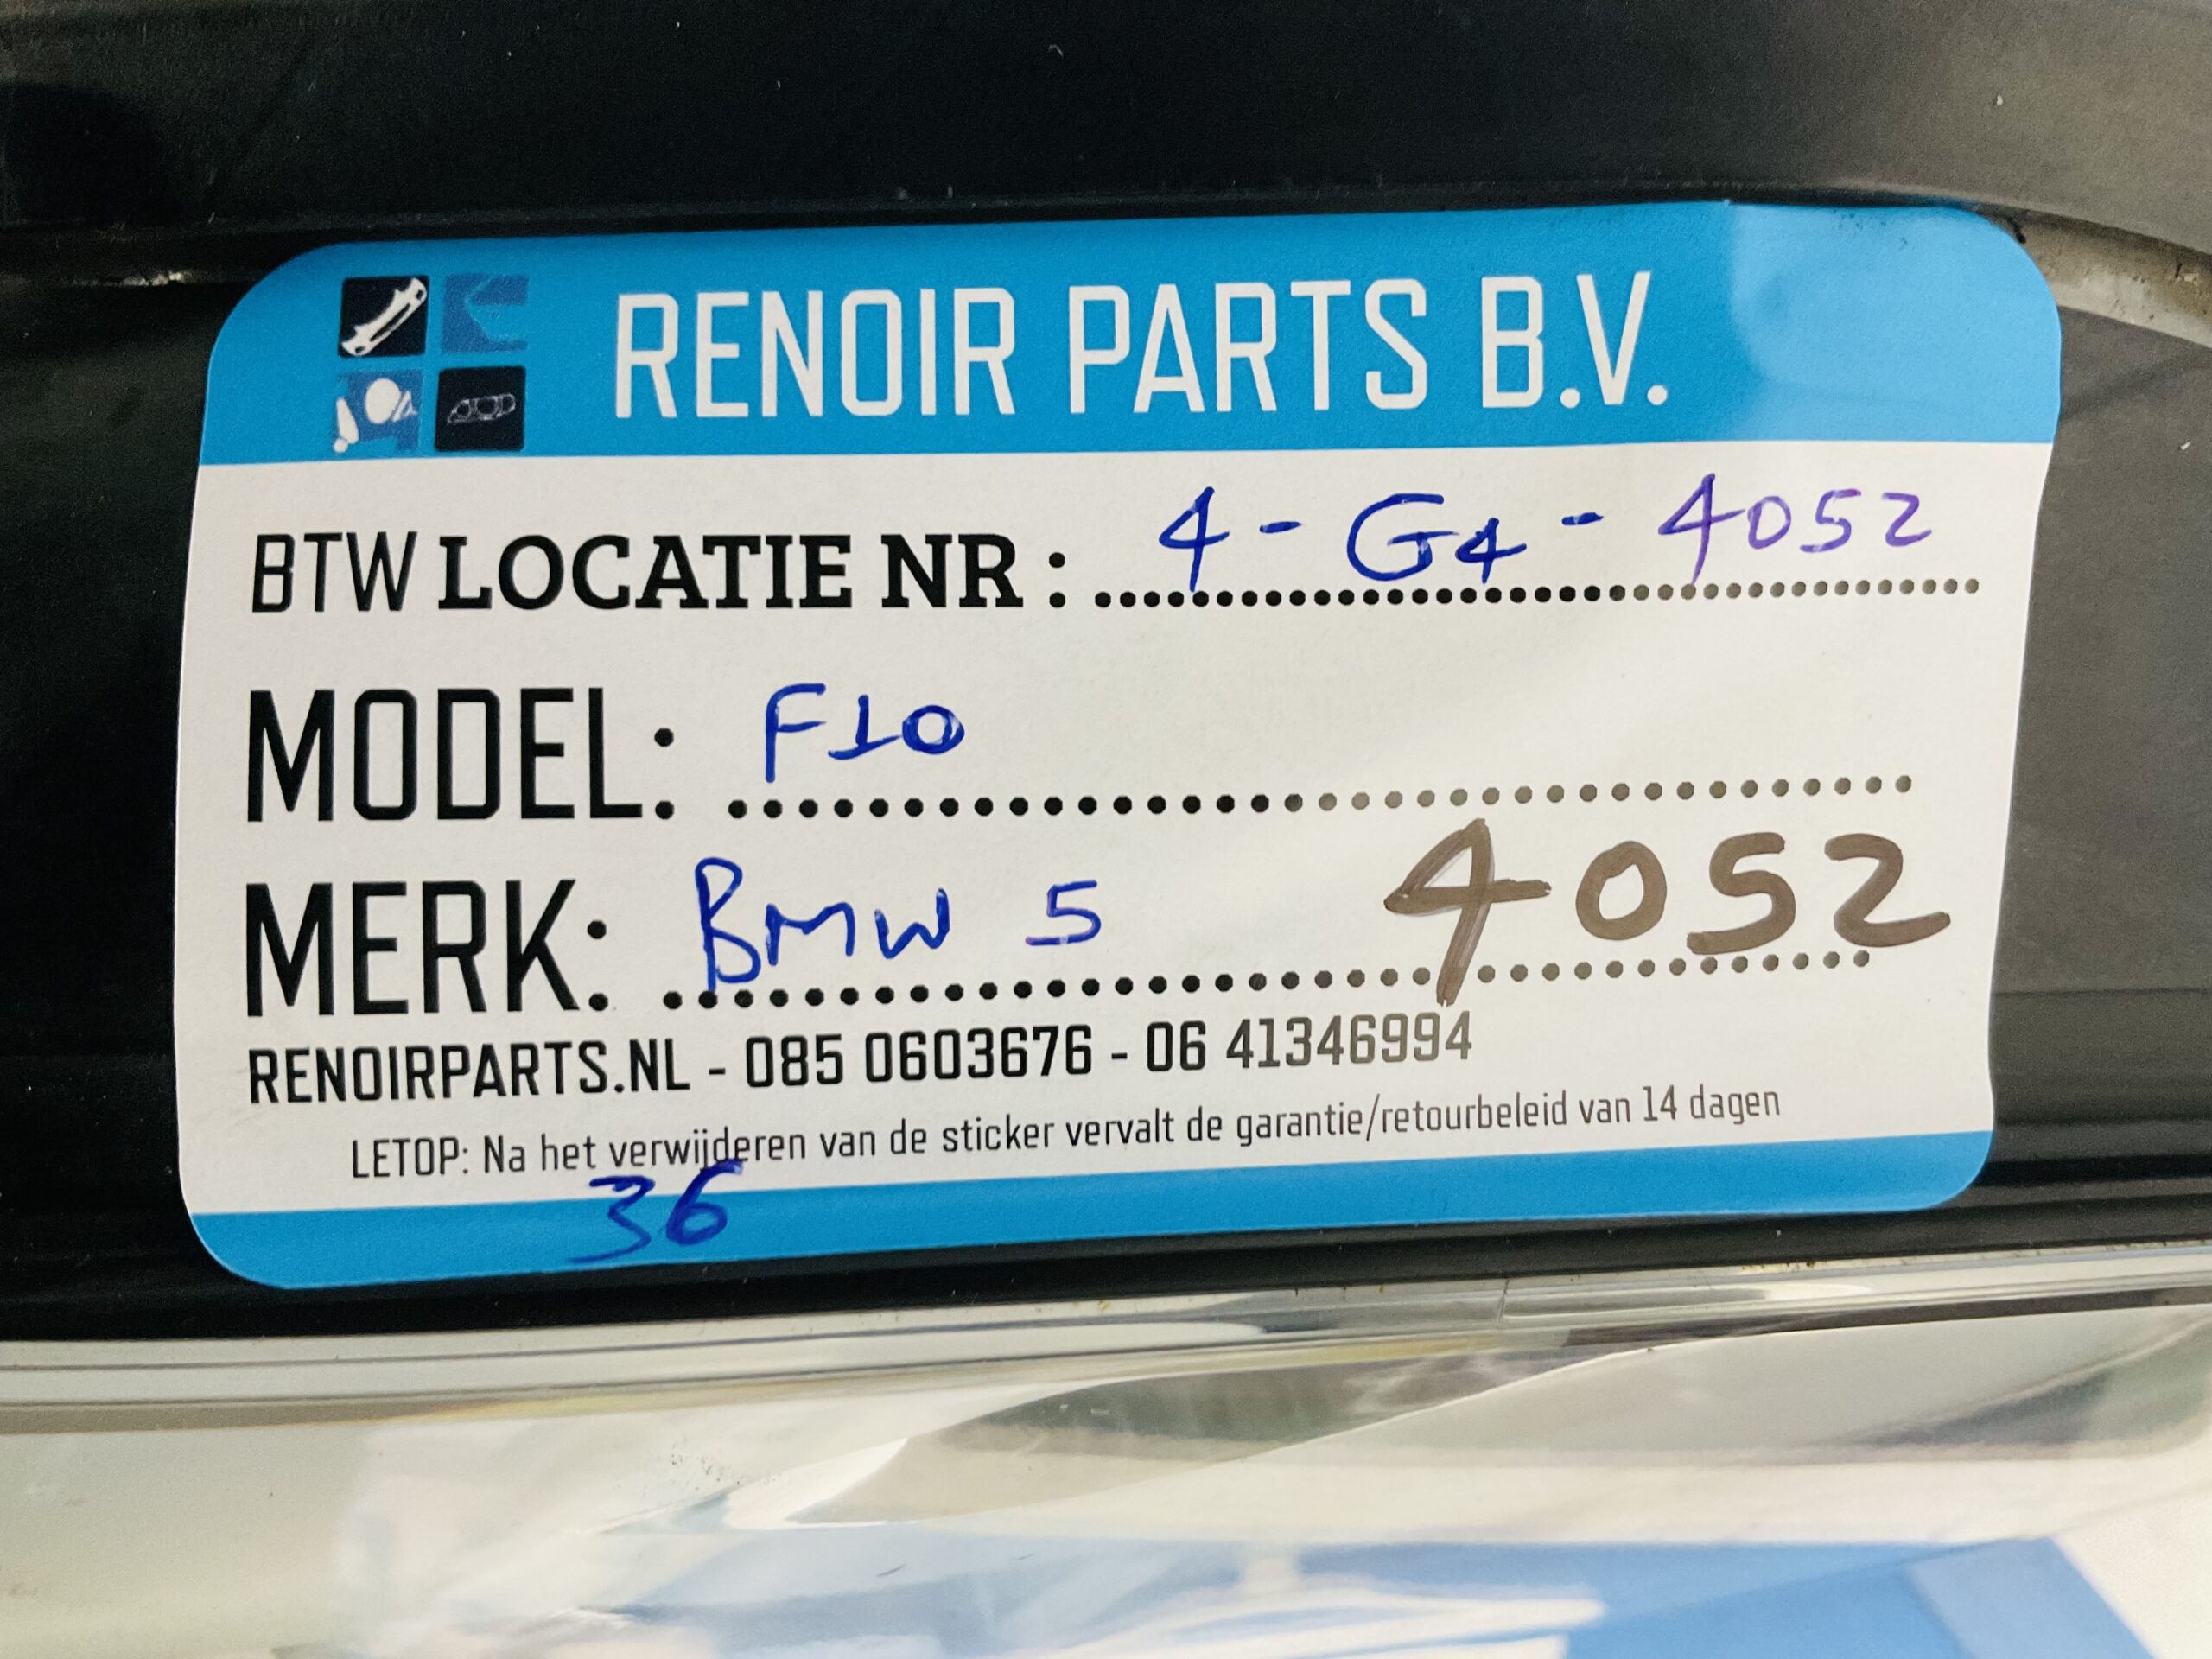 RENOIR PARTS B.V.
BTW LOCATIE NR : 4 - G4 - 4052
MODEL: F10
MERK: BMW 5 4052
RENOIRPARTS.NL - 085 0603676 - 06 41346994
LETOP: Na het verwijderen van de sticker vervalt de garantie/retourbeleid van 14 dagen
36